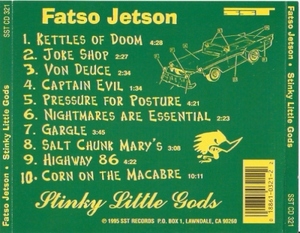 Fatso Jetson
SST
1. Kettles of Doom 4:28
2. Joke Shop 2:27
3. Von Deuce 2:32
4. Captain Evil 1:34
5. Pressure for Posture 4:21
6. Nightmares are Essential 2:23
7. Gargle 2:52
8. Salt Chunk Mary's 3:08
9. Highway 86 4:22
10. Corn on the Macabre 10:11
Stinky Little Gods
© 1995 SST RECORDS P.O. BOX 1, LAWNDALE, CA 90260
Fatso Jetson • Stinky Little Gods
SST CD 321
Fatso Jetson • Stinky Little Gods
SST CD 321